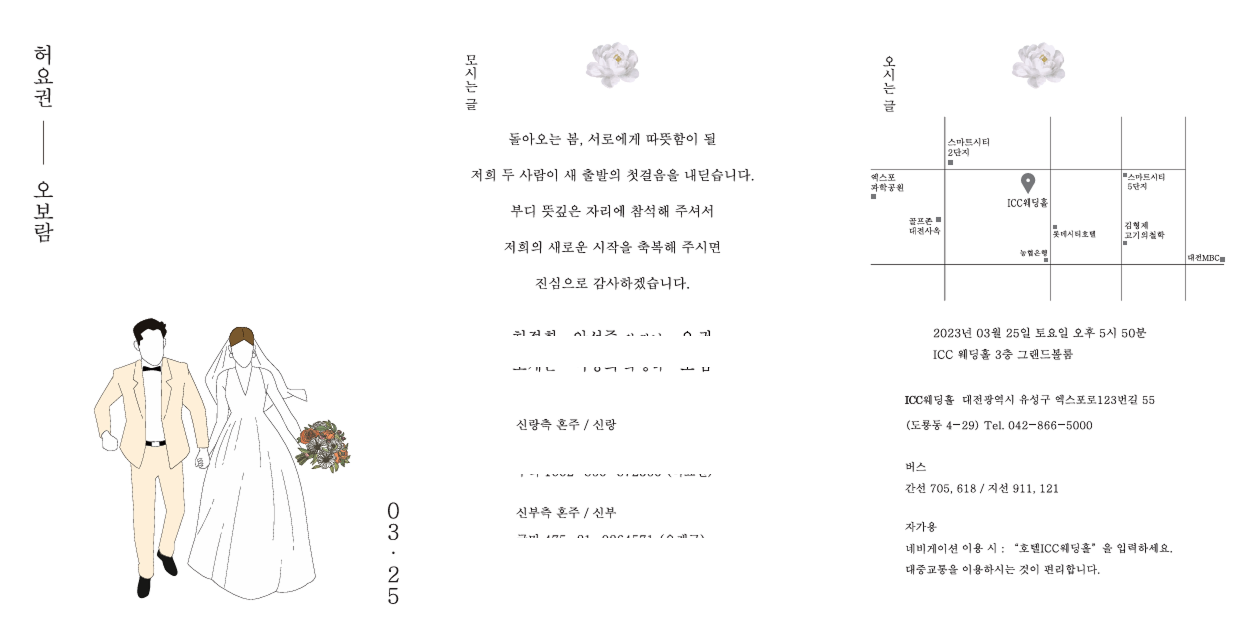 허요권 — 오보람
03·25
모시는 글
돌아오는 봄, 서로에게 따뜻함이 될
저희 두 사람이 새 출발의 첫걸음을 내딛습니다.
부디 뜻깊은 자리에 참석해 주셔서
저희의 새로운 시작을 축복해 주시면
진심으로 감사하겠습니다.
신랑측 혼주 / 신랑
신부측 혼주 / 신부
오시는 글
스마트시티
2단지
엑스포
과학공원
ICC웨딩홀
스마트시티
5단지
골프존
대전사옥
롯데시티호텔
김형제
고기의철학
농협은행
대전MBC
2023년 03월 25일 토요일 오후 5시 50분
ICC 웨딩홀 3층 그랜드볼룸
ICC웨딩홀 대전광역시 유성구 엑스포로123번길 55
(도룡동 4-29) Tel. 042-866-5000
버스
간선 705, 618 / 지선 911, 121
자가용
네비게이션 이용 시 : “호텔ICC웨딩홀” 을 입력하세요.
대중교통을 이용하시는 것이 편리합니다.